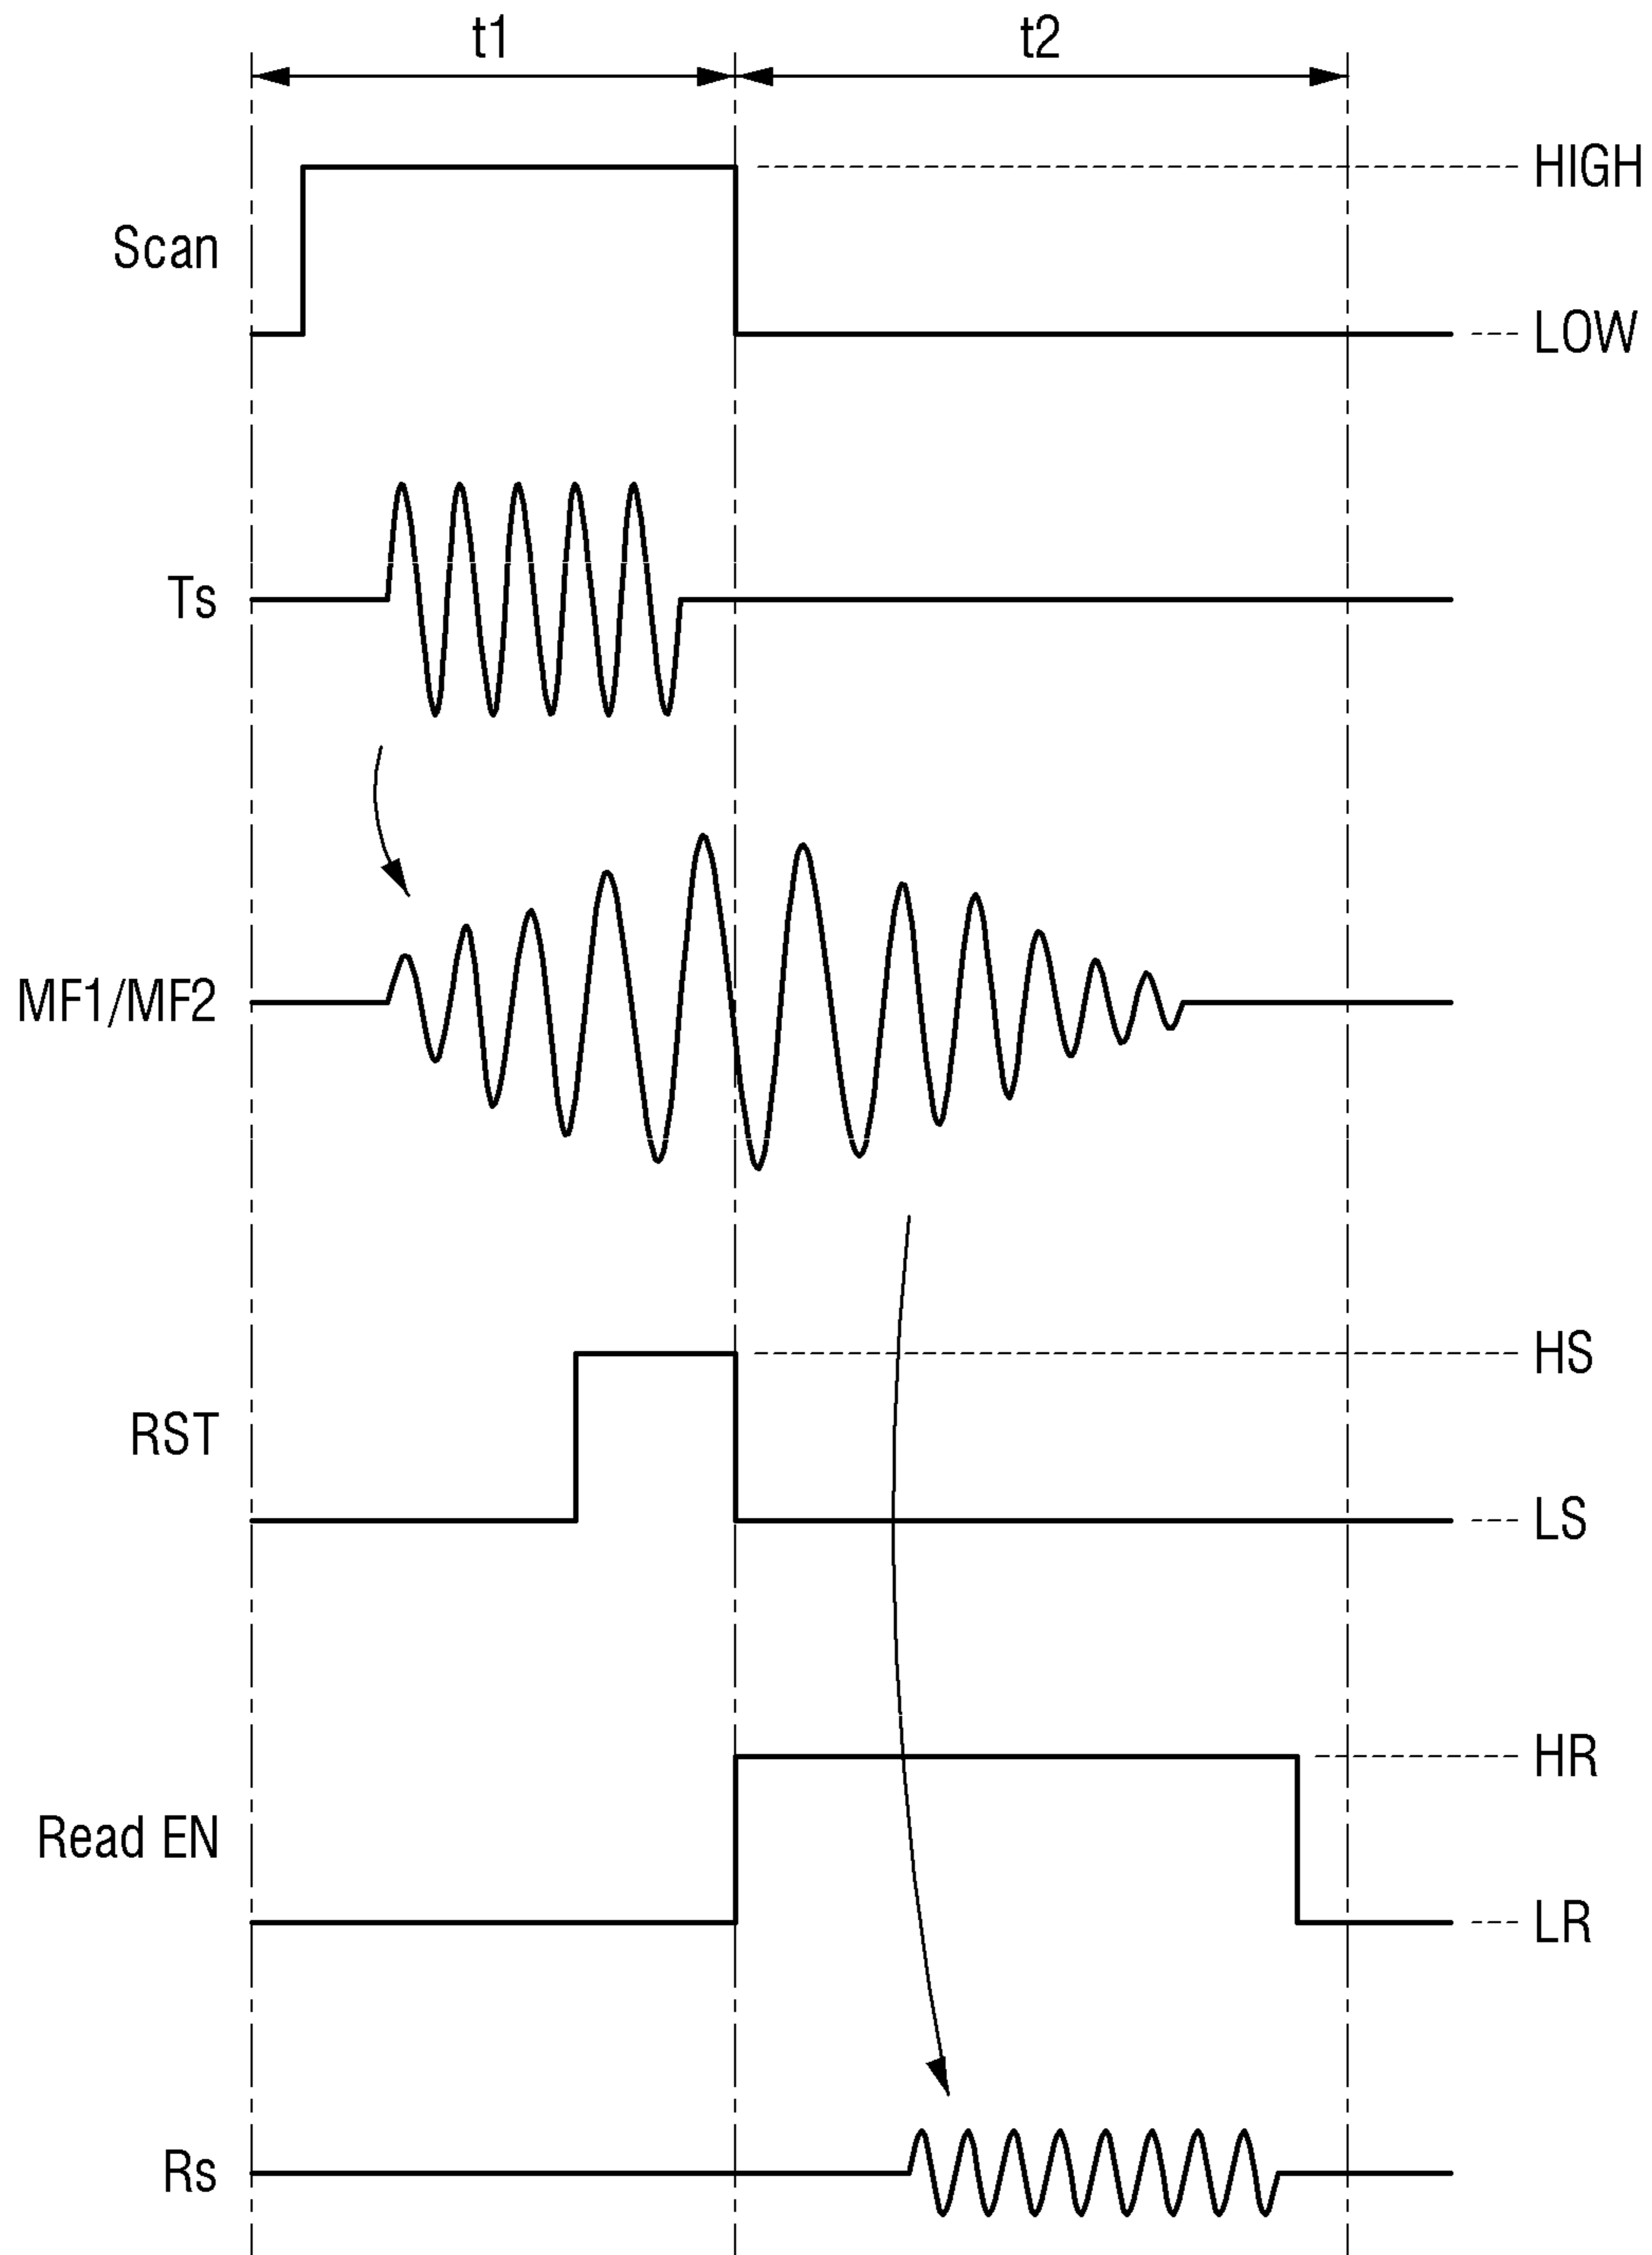 t1
t2
HIGH
Scan
LOW
Ts
MF1/MF2
HS
RST
LS
HR
Read EN
LR
Rs